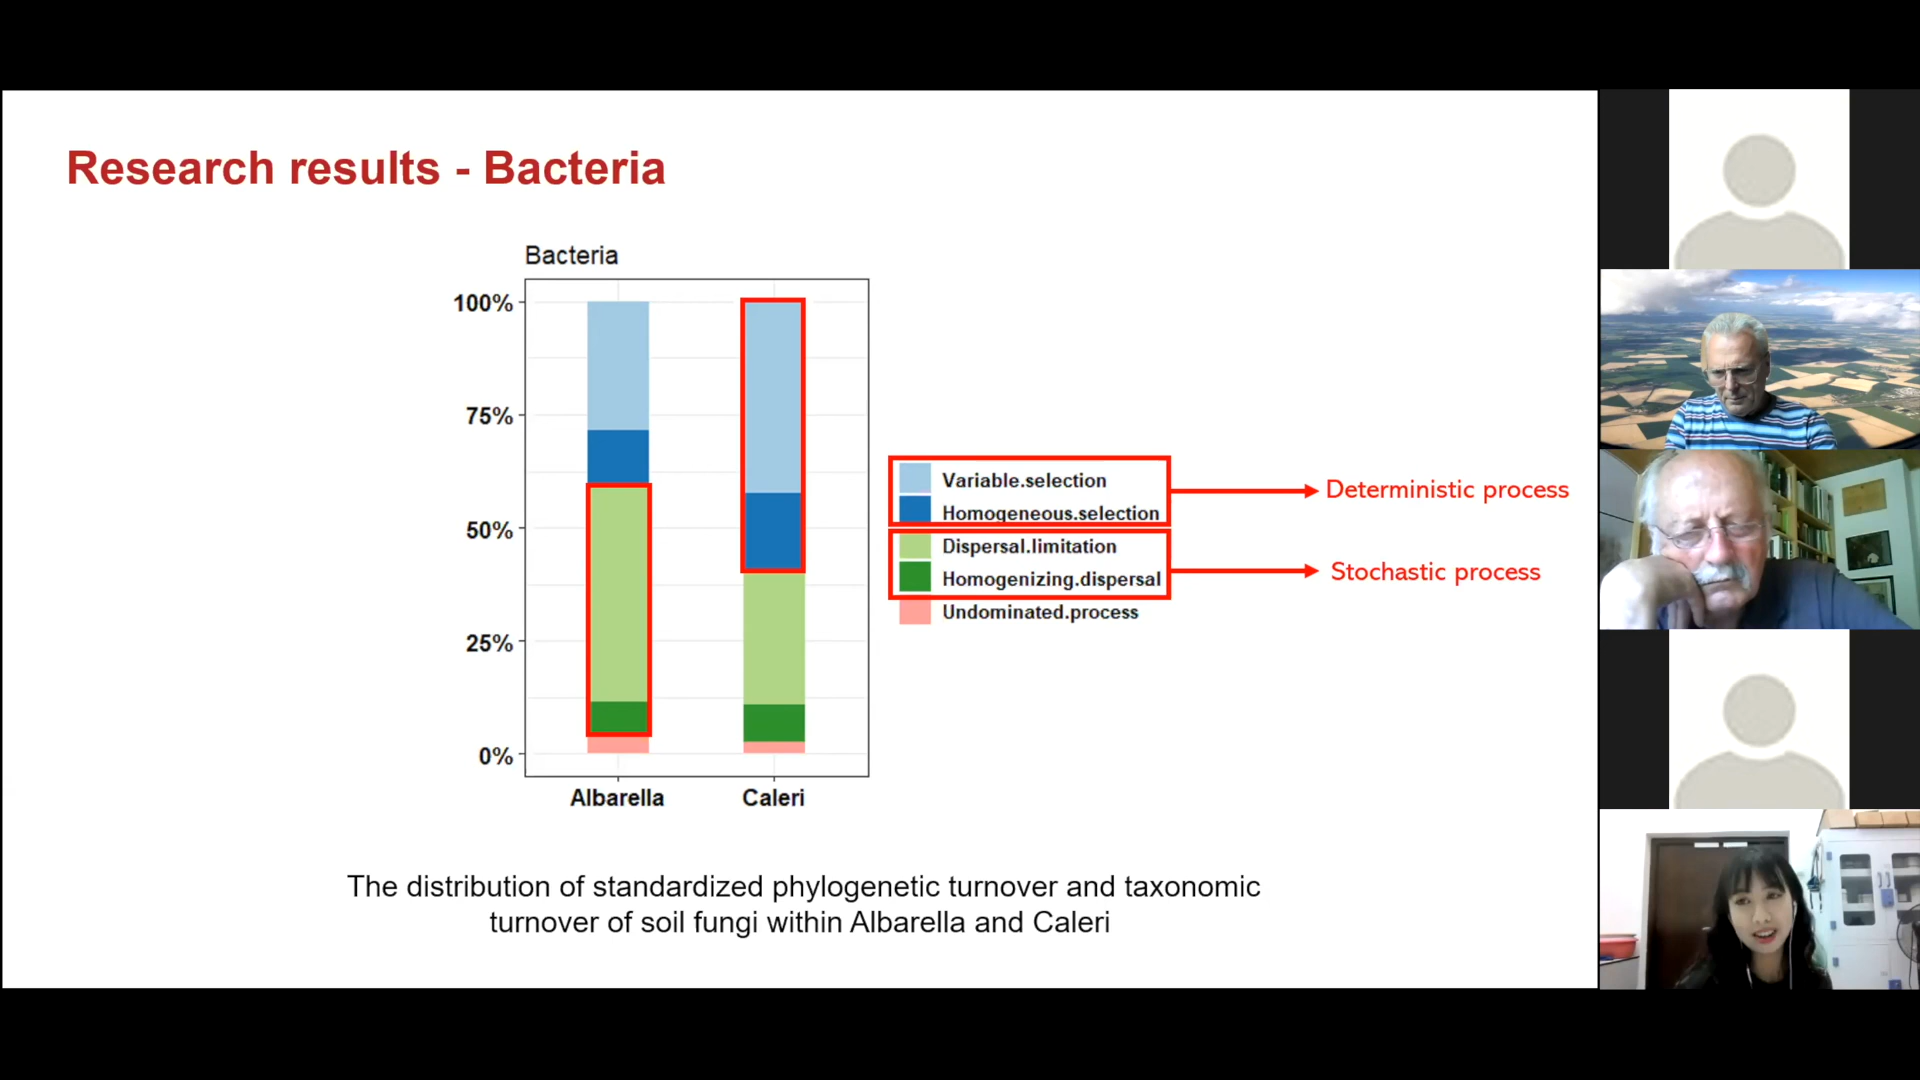 Research results - Bacteria
Bacteria
100%
75%
50%
25%
0%
Albarella
Caleri
Variable.selection
Homogeneous.selection
Dispersal.limitation
Homogenizing.dispersal
Undominated.process
Deterministic process
Stochastic process
The distribution of standardized phylogenetic turnover and taxonomic
turnover of soil fungi within Albarella and Caleri